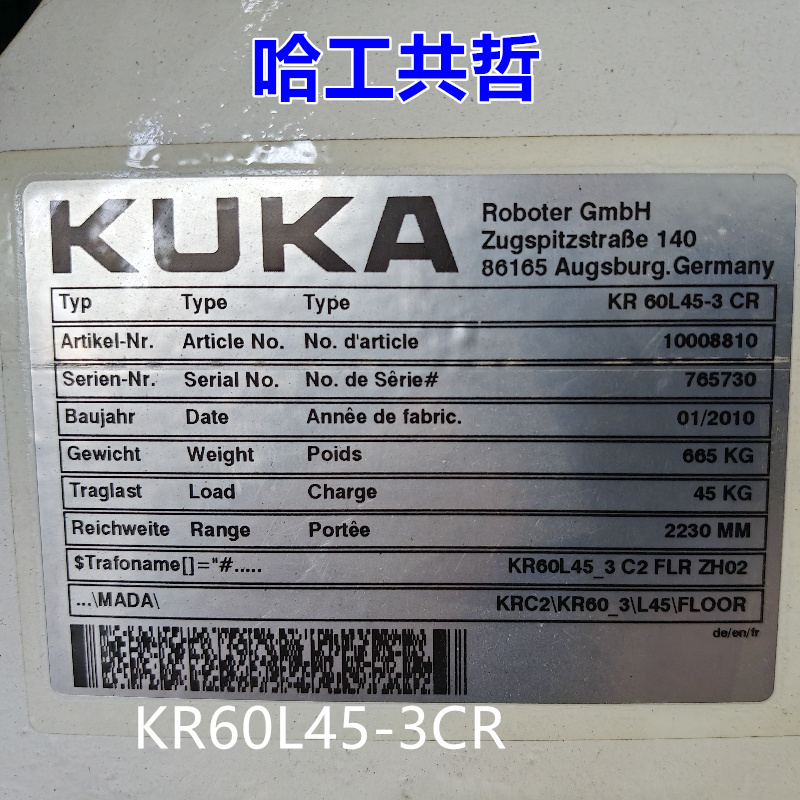 哈工共哲
KUKA
Roboter GmbH
Zugspitzstraße 140
86165 Augsburg.Germany
Typ Type Type KR 60L45-3 CR
Artikel-Nr. Article No. No. d'article 10008810
Serien-Nr. Serial No. No. de Sêrie# 765730
Baujahr Date Annêe de fabric. 01/2010
Gewicht Weight Poids 665 KG
Traglast Load Charge 45 KG
Reichweite Range Portêe 2230 MM
$Trafoname[]="#..... KR60L45_3 C2 FLR ZH02
...\MADA\ KRC2\KR60_3\L45\FLOOR
de/en/fr
KR60L45-3CR